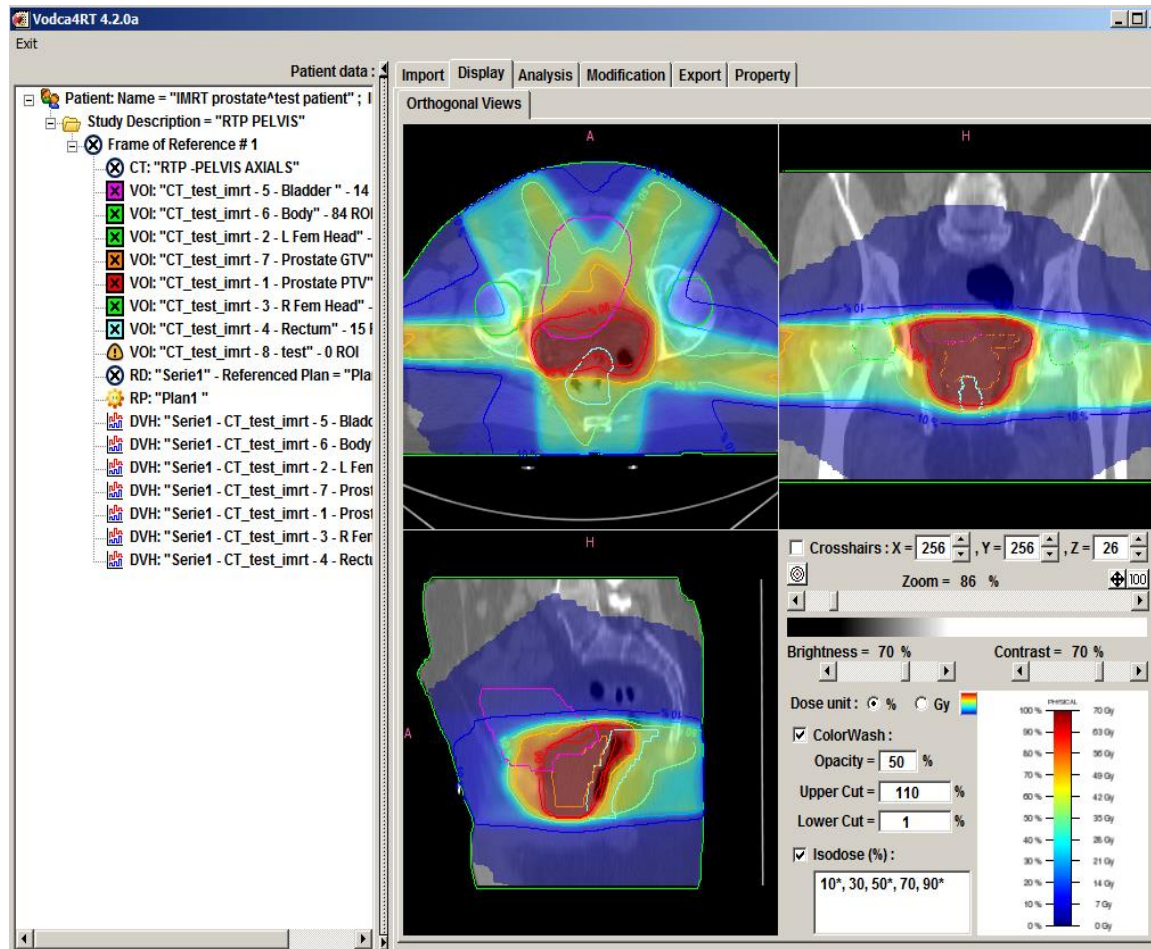 Vodca4RT 4.2.0a
Exit
Patient data :
Patient: Name = "IMRT prostate^test patient" ; I
Study Description = "RTP PELVIS"
Frame of Reference # 1
CT: "RTP -PELVIS AXIALS"
VOI: "CT_test_imrt - 5 - Bladder " - 14
VOI: "CT_test_imrt - 6 - Body" - 84 ROI
VOI: "CT_test_imrt - 2 - L Fem Head" -
VOI: "CT_test_imrt - 7 - Prostate GTV"
VOI: "CT_test_imrt - 1 - Prostate PTV"
VOI: "CT_test_imrt - 3 - R Fem Head" -
VOI: "CT_test_imrt - 4 - Rectum" - 15 F
VOI: "CT_test_imrt - 8 - test" - 0 ROI
RD: "Serie1" - Referenced Plan = "Pla
RP: "Plan1 "
DVH: "Serie1 - CT_test_imrt - 5 - Bladd
DVH: "Serie1 - CT_test_imrt - 6 - Body"
DVH: "Serie1 - CT_test_imrt - 2 - L Fem
DVH: "Serie1 - CT_test_imrt - 7 - Prost
DVH: "Serie1 - CT_test_imrt - 1 - Prost
DVH: "Serie1 - CT_test_imrt - 3 - R Fem
DVH: "Serie1 - CT_test_imrt - 4 - Rectu
Import Display Analysis Modification Export Property
Orthogonal Views
A
H
H
A
Crosshairs : X = 256 , Y = 256 , Z = 26
Zoom = 86 %
100
Brightness = 70 % Contrast = 70 %
Dose unit : % Gy
ColorWash :
Opacity = 50 %
Upper Cut = 110 %
Lower Cut = 1 %
Isodose (%) :
10*, 30, 50*, 70, 90*
PHYSICAL
100 % 70 Gy
90 % 63 Gy
80 % 56 Gy
70 % 49 Gy
60 % 42 Gy
50 % 35 Gy
40 % 28 Gy
30 % 21 Gy
20 % 14 Gy
10 % 7 Gy
0 % 0 Gy